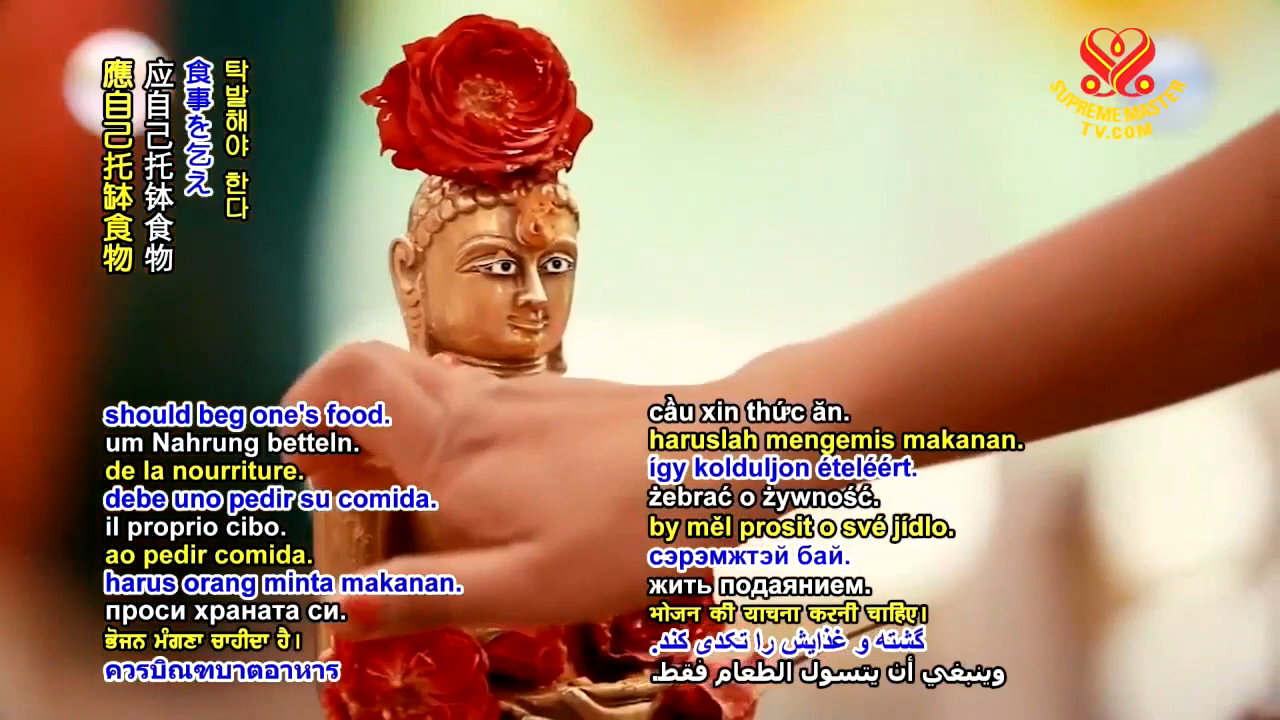 應自己托缽食物
应自己托钵食物
食事を乞え
탁발해야 한다
SUPREME MASTER
TV.COM
should beg one's food.
um Nahrung betteln.
de la nourriture.
debe uno pedir su comida.
il proprio cibo.
ao pedir comida.
harus orang minta makanan.
проси храната си.
ਭੋਜਨ ਮੰਗਣਾ ਚਾਹੀਦਾ ਹੈ।
ควรบิณฑบาตอาหาร
cầu xin thức ăn.
haruslah mengemis makanan.
így kolduljon ételéért.
żebrać o żywność.
by měl prosit o své jídlo.
сэрэмжтэй бай.
жить подаянием.
भोजन की याचना करनी चाहिए।
گشته و غذایش را تکدی کند.
وينبغي أن يتسول الطعام فقط.